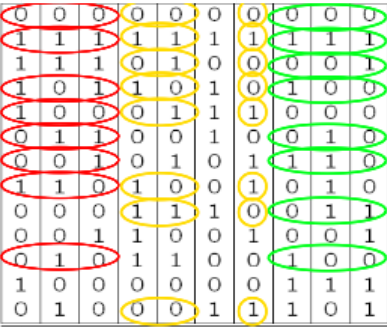 0 0 0 0 0 0 0 0 0 0
1 1 1 1 1 1 1 1 1 1
1 1 1 0 1 0 0 0 0 1
1 0 1 1 0 1 0 1 0 0
1 0 0 0 1 1 1 0 0 0
0 1 1 0 0 1 0 0 1 0
0 0 1 0 1 0 1 1 1 0
1 1 0 1 0 0 1 0 1 0
0 0 0 1 1 1 0 0 1 1
0 0 1 1 0 0 1 0 0 1
0 1 0 1 1 0 0 1 0 0
1 0 0 0 0 0 0 1 1 1
0 1 0 0 0 1 1 1 0 1